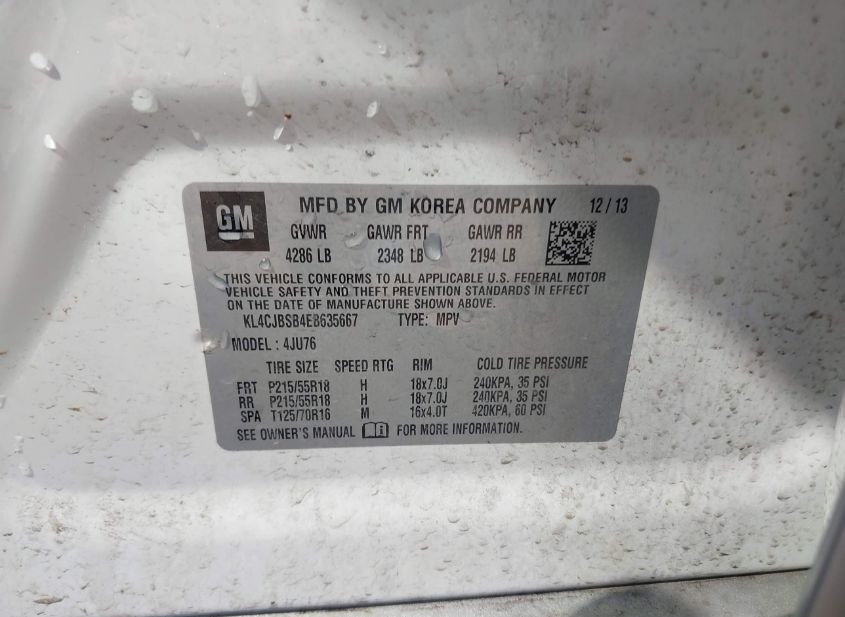 GM MFD BY GM KOREA COMPANY 12/13
GVWR GAWR FRT GAWR RR
4286 LB 2348 LB 2194 LB
THIS VEHICLE CONFORMS TO ALL APPLICABLE U.S. FEDERAL MOTOR
VEHICLE SAFETY AND THEFT PREVENTION STANDARDS IN EFFECT
ON THE DATE OF MANUFACTURE SHOWN ABOVE.
KL4CJBSB4EB635667 TYPE: MPV
MODEL : 4JU76
TIRE SIZE SPEED RTG RIM COLD TIRE PRESSURE
FRT P215/55R18 H 18x7.0J 240KPA, 35 PSI
RR P215/55R18 H 18x7.0J 240KPA, 35 PSI
SPA T125/70R16 M 16x4.0T 420KPA, 60 PSI
SEE OWNER'S MANUAL FOR MORE INFORMATION.